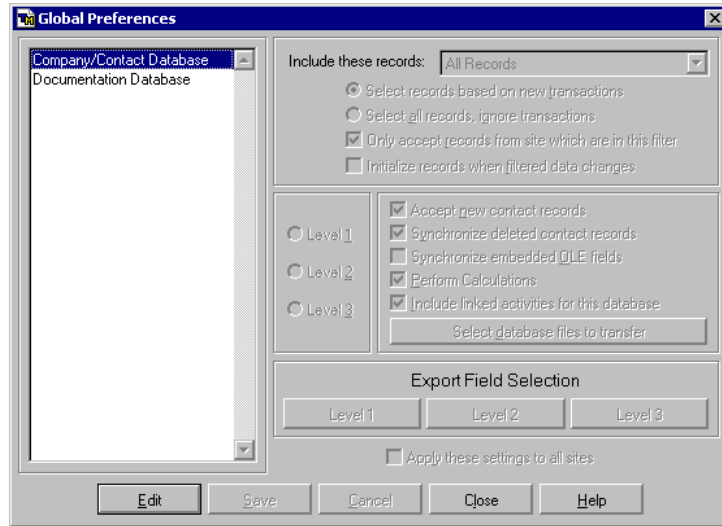 TM Global Preferences
Company/Contact Database
Documentation Database
Include these records: All Records
Select records based on new transactions
Select all records, ignore transactions
Only accept records from site which are in this filter
Initialize records when filtered data changes
Level 1
Level 2
Level 3
Accept new contact records
Synchronize deleted contact records
Synchronize embedded OLE fields
Perform Calculations
Include linked activities for this database
Select database files to transfer
Export Field Selection
Level 1 Level 2 Level 3
Apply these settings to all sites
Edit Save Cancel Close Help